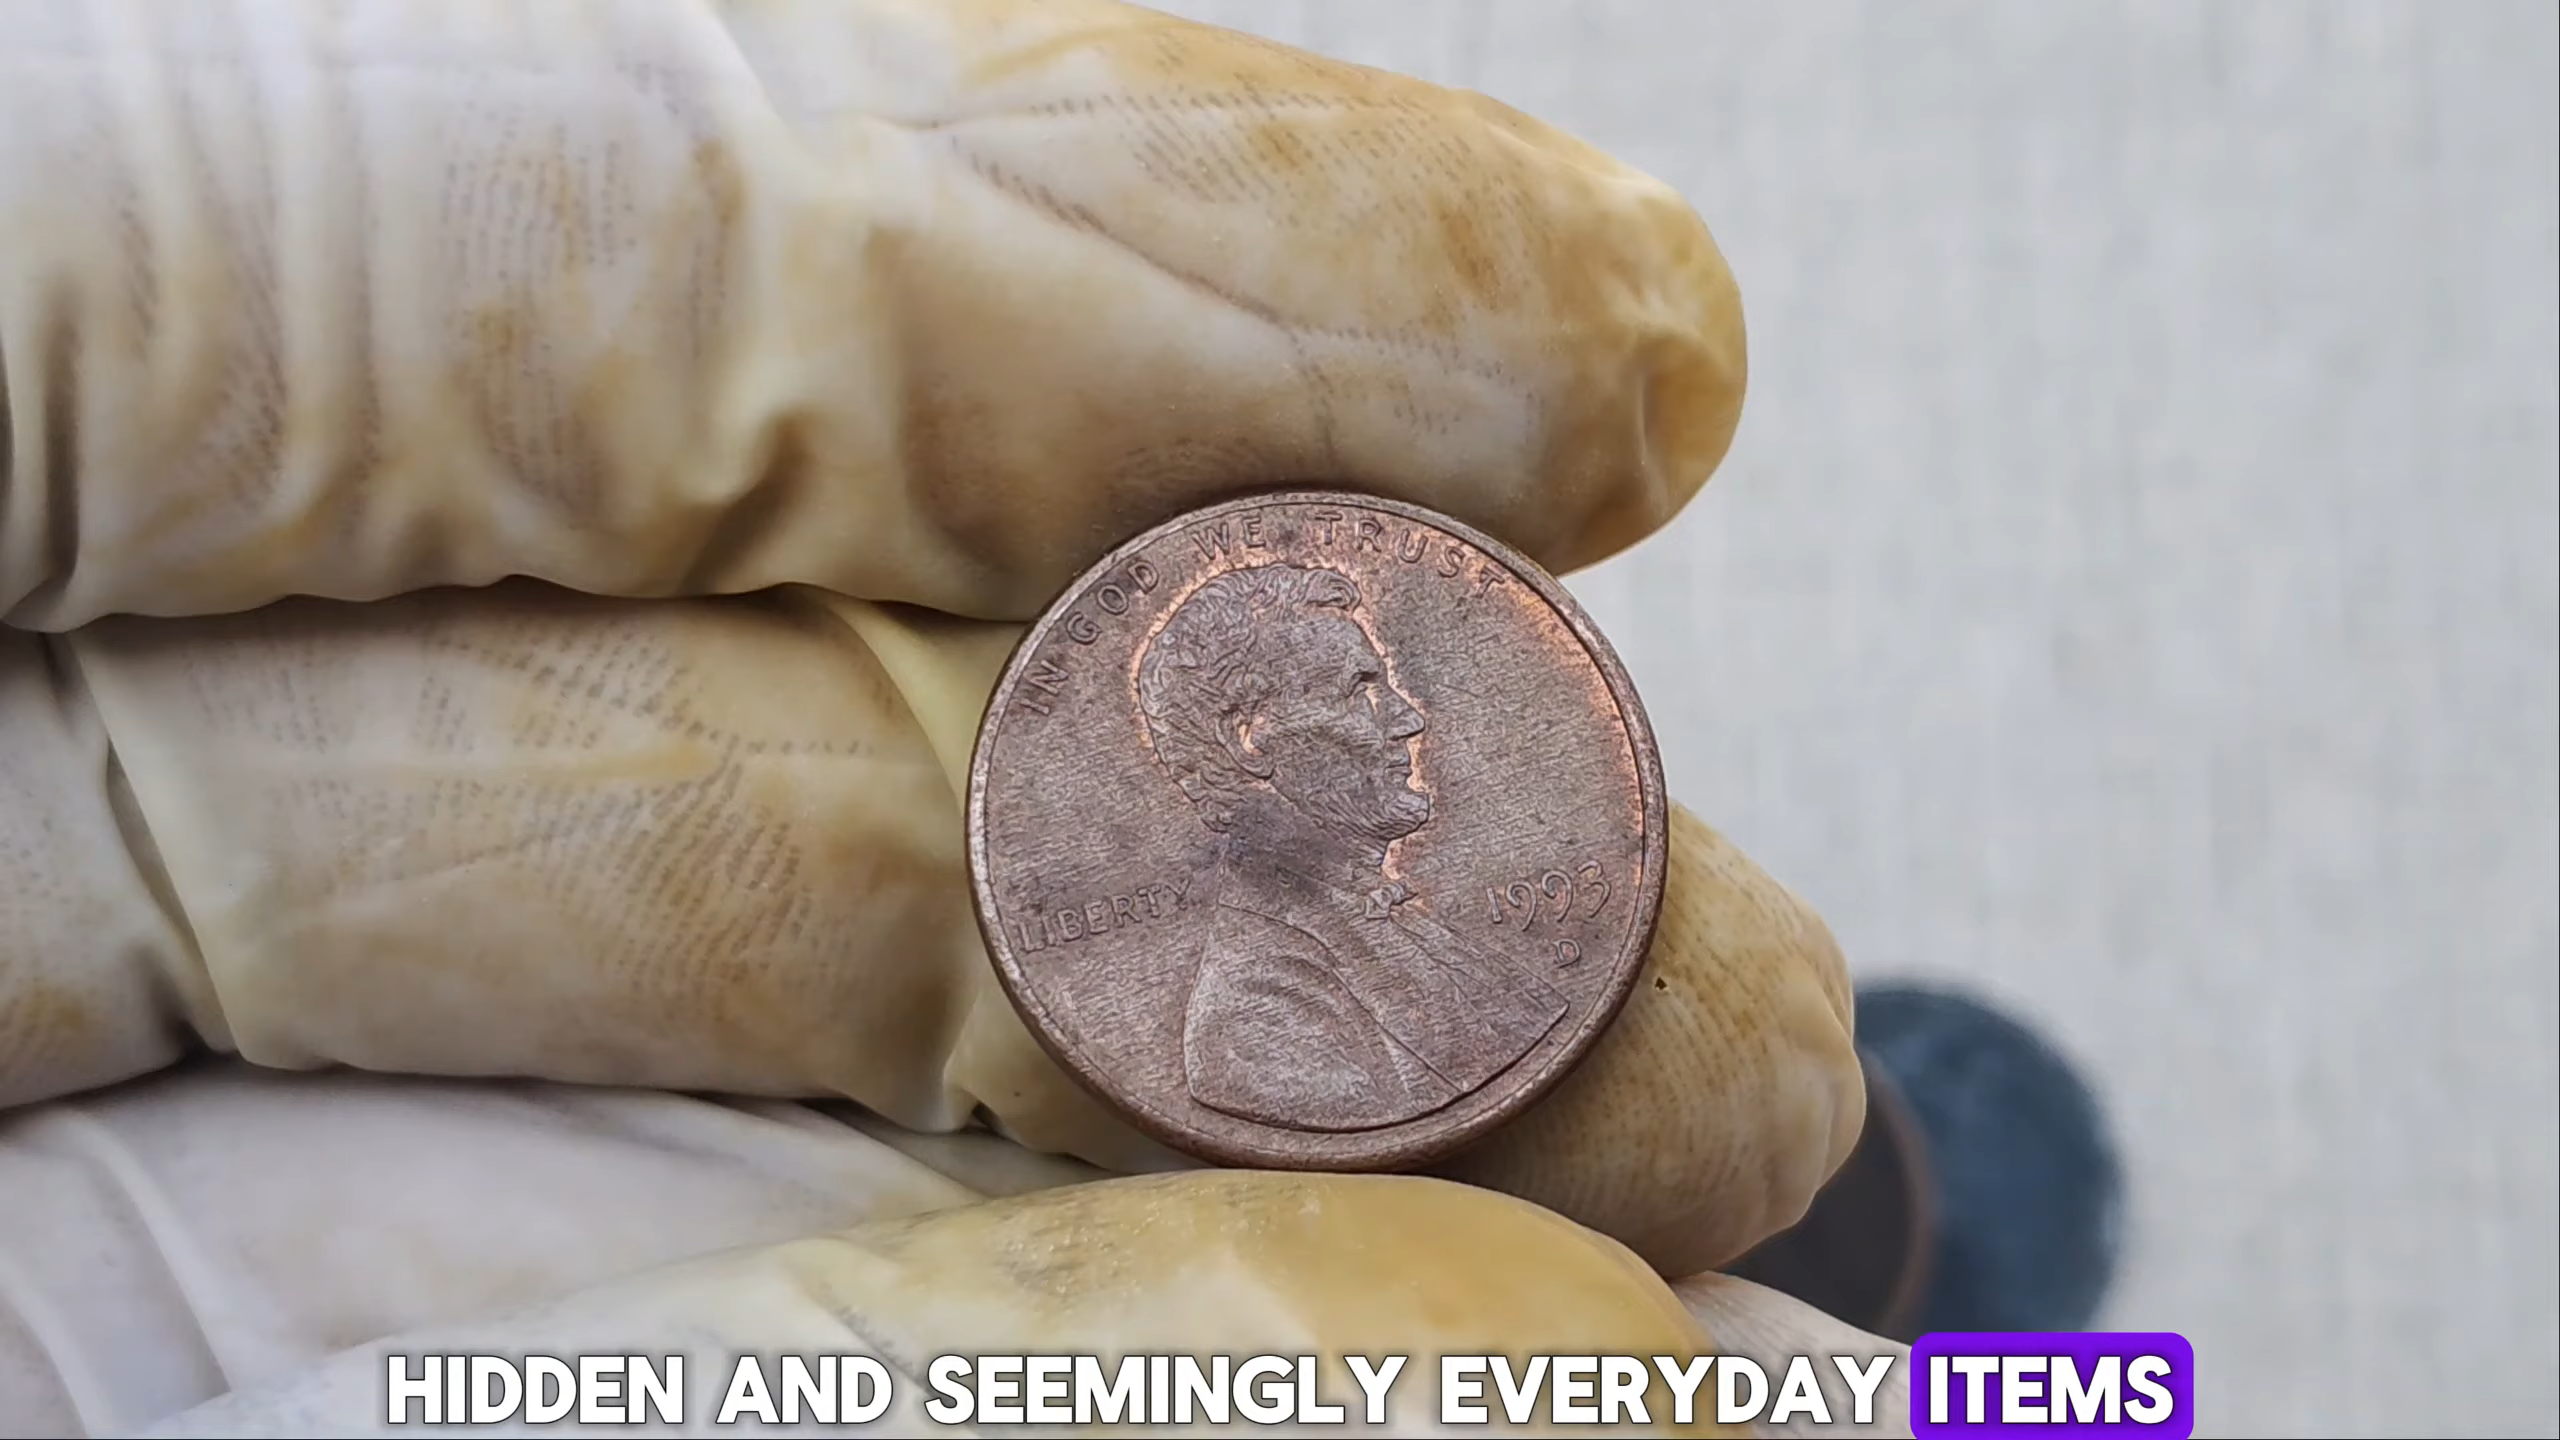 IN GOD WE TRUST
LIBERTY
1993
D
HIDDEN AND SEEMINGLY EVERYDAY ITEMS